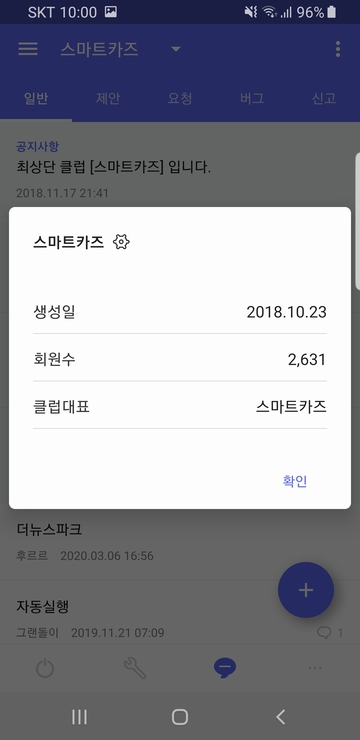 SKT 10:00
96%
스마트카즈
일반 제안 요청 버그 신고
공지사항
최상단 클럽 [스마트카즈] 입니다.
2018.11.17 21:41
스마트카즈
생성일 2018.10.23
회원수 2,631
클럽대표 스마트카즈
확인
더뉴스파크
후르르 2020.03.06 16:56
자동실행
그랜돌이 2019.11.21 07:09
1